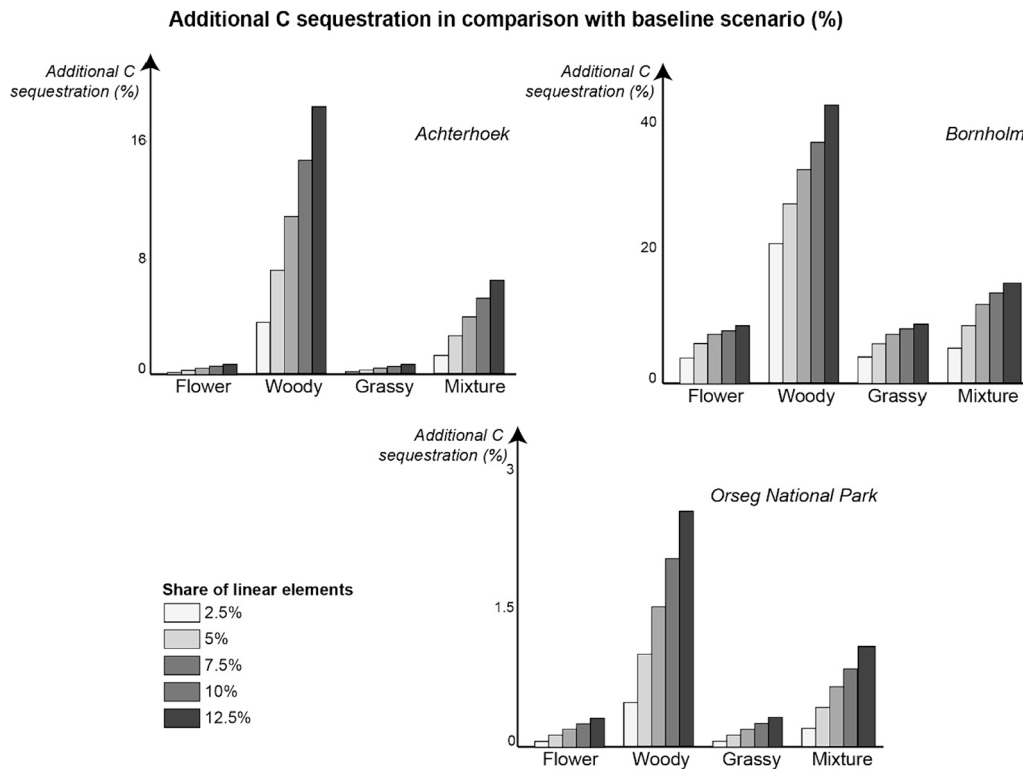 Additional C sequestration in comparison with baseline scenario (%)
Additional C
sequestration (%)
16
8
0
Achterhoek
Flower Woody Grassy Mixture
Additional C
sequestration (%)
40
20
0
Bornholm
Flower Woody Grassy Mixture
Additional C
sequestration (%)
3
1.5
0
Orseg National Park
Flower Woody Grassy Mixture
Share of linear elements
2.5%
5%
7.5%
10%
12.5%